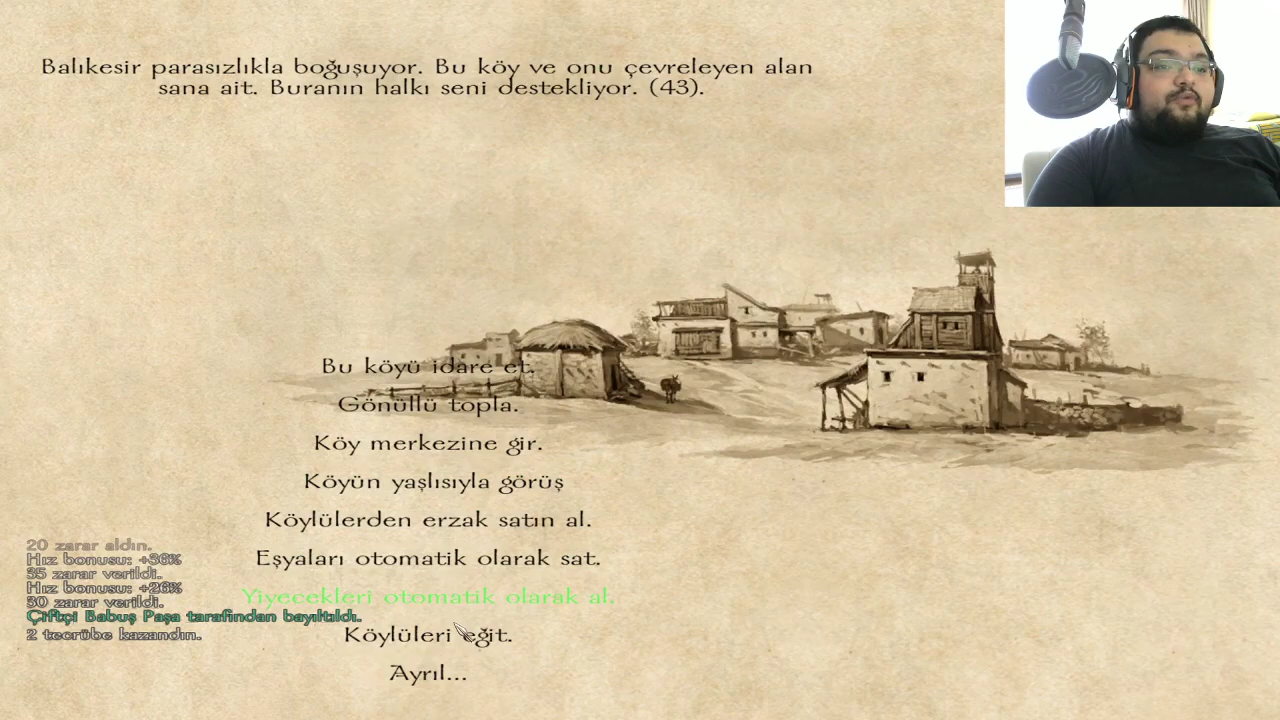 Balıkesir parasızlıkla boğuşuyor. Bu köy ve onu çevreleyen alan
sana ait. Buranın halkı seni destekliyor. (43).
Bu köyü idare et.
Gönüllü topla.
Köy merkezine gir.
Köyün yaşlısıyla görüş
Köylülerden erzak satın al.
Eşyaları otomatik olarak sat.
Yiyecekleri otomatik olarak al.
Köylüleri eğit.
Ayrıl...
20 zarar aldın.
Hız bonusu: +36%
35 zarar verildi.
Hız bonusu: +26%
30 zarar verildi.
Çiftçi Babuş Paşa tarafından bayıltıldı.
2 tecrübe kazandın.